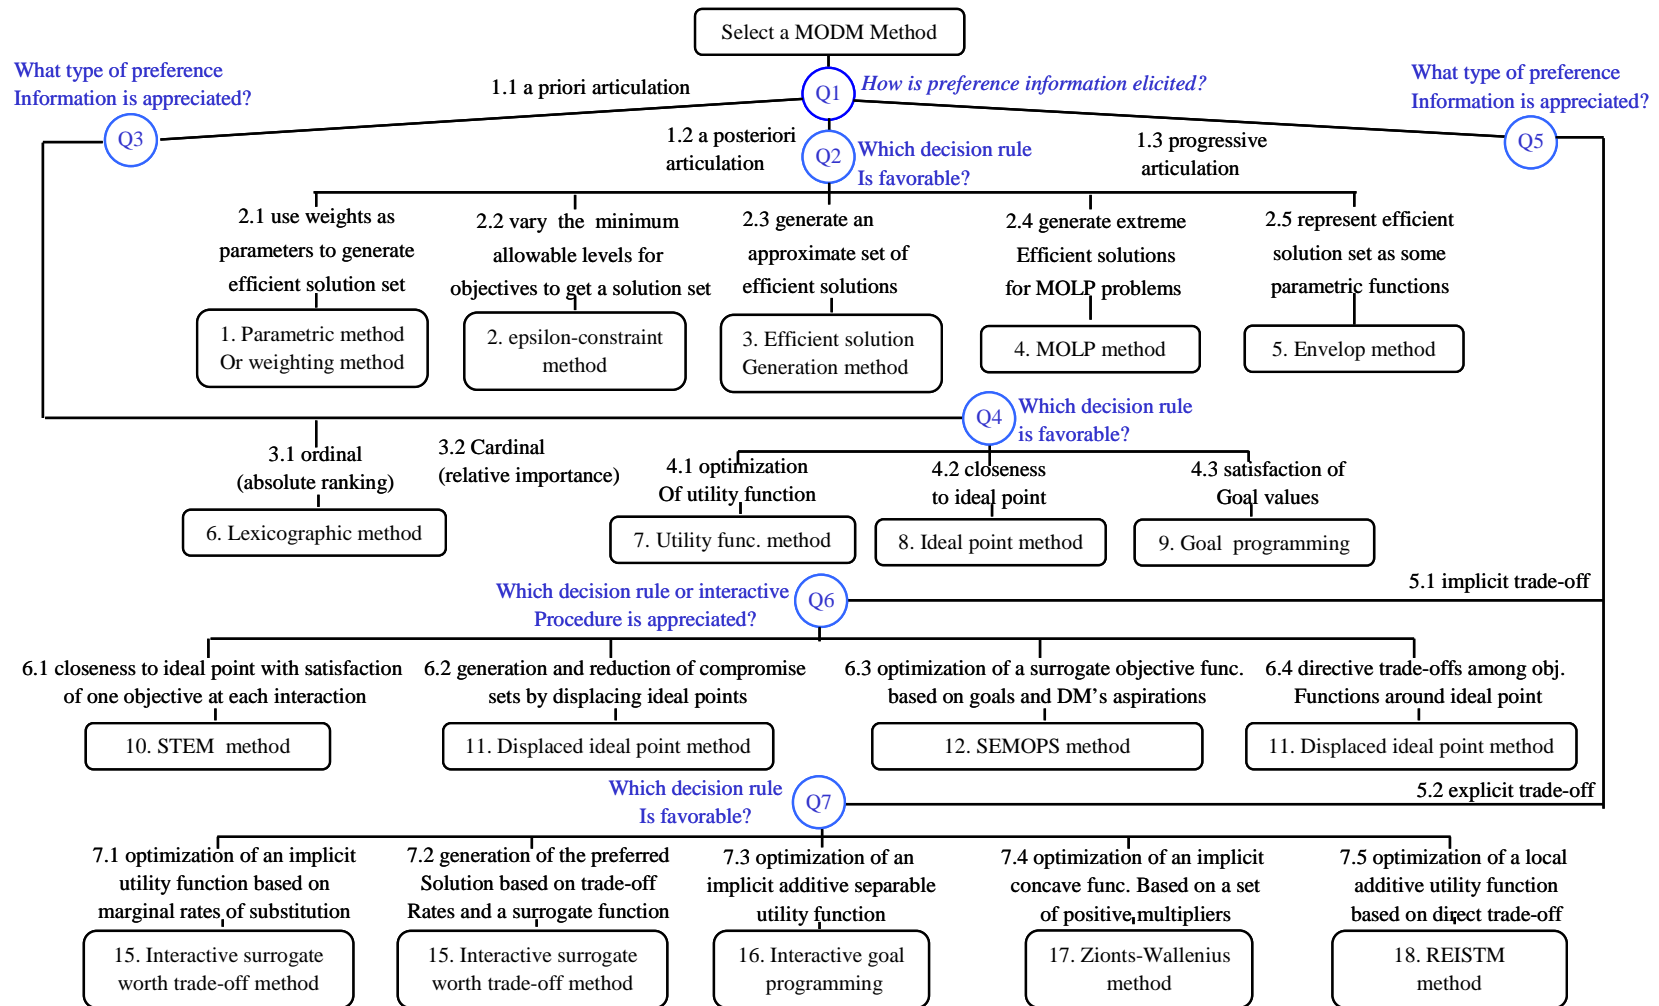 Select a MODM Method
What type of preference
Information is appreciated?
1.1 a priori articulation
Q1
How is preference information elicited?
What type of preference
Information is appreciated?
Q3
1.2 a posteriori
articulation
Q2
Which decision rule
Is favorable?
1.3 progressive
articulation
Q5
2.1 use weights as
parameters to generate
efficient solution set
2.2 vary the minimum
allowable levels for
objectives to get a solution set
2.3 generate an
approximate set of
efficient solutions
2.4 generate extreme
Efficient solutions
for MOLP problems
2.5 represent efficient
solution set as some
parametric functions
1. Parametric method
Or weighting method
2. epsilon-constraint
method
3. Efficient solution
Generation method
4. MOLP method
5. Envelop method
Q4
Which decision rule
is favorable?
3.1 ordinal
(absolute ranking)
3.2 Cardinal
(relative importance)
4.1 optimization
Of utility function
4.2 closeness
to ideal point
4.3 satisfaction of
Goal values
6. Lexicographic method
7. Utility func. method
8. Ideal point method
9. Goal programming
5.1 implicit trade-off
Which decision rule or interactive
Procedure is appreciated?
Q6
6.1 closeness to ideal point with satisfaction
of one objective at each interaction
6.2 generation and reduction of compromise
sets by displacing ideal points
6.3 optimization of a surrogate objective func.
based on goals and DM's aspirations
6.4 directive trade-offs among obj.
Functions around ideal point
10. STEM method
11. Displaced ideal point method
12. SEMOPS method
11. Displaced ideal point method
Which decision rule
Is favorable?
Q7
5.2 explicit trade-off
7.1 optimization of an implicit
utility function based on
marginal rates of substitution
7.2 generation of the preferred
Solution based on trade-off
Rates and a surrogate function
7.3 optimization of an
implicit additive separable
utility function
7.4 optimization of an implicit
concave func. Based on a set
of positive multipliers
7.5 optimization of a local
additive utility function
based on direct trade-off
15. Interactive surrogate
worth trade-off method
15. Interactive surrogate
worth trade-off method
16. Interactive goal
programming
17. Zionts-Wallenius
method
18. REISTM
method